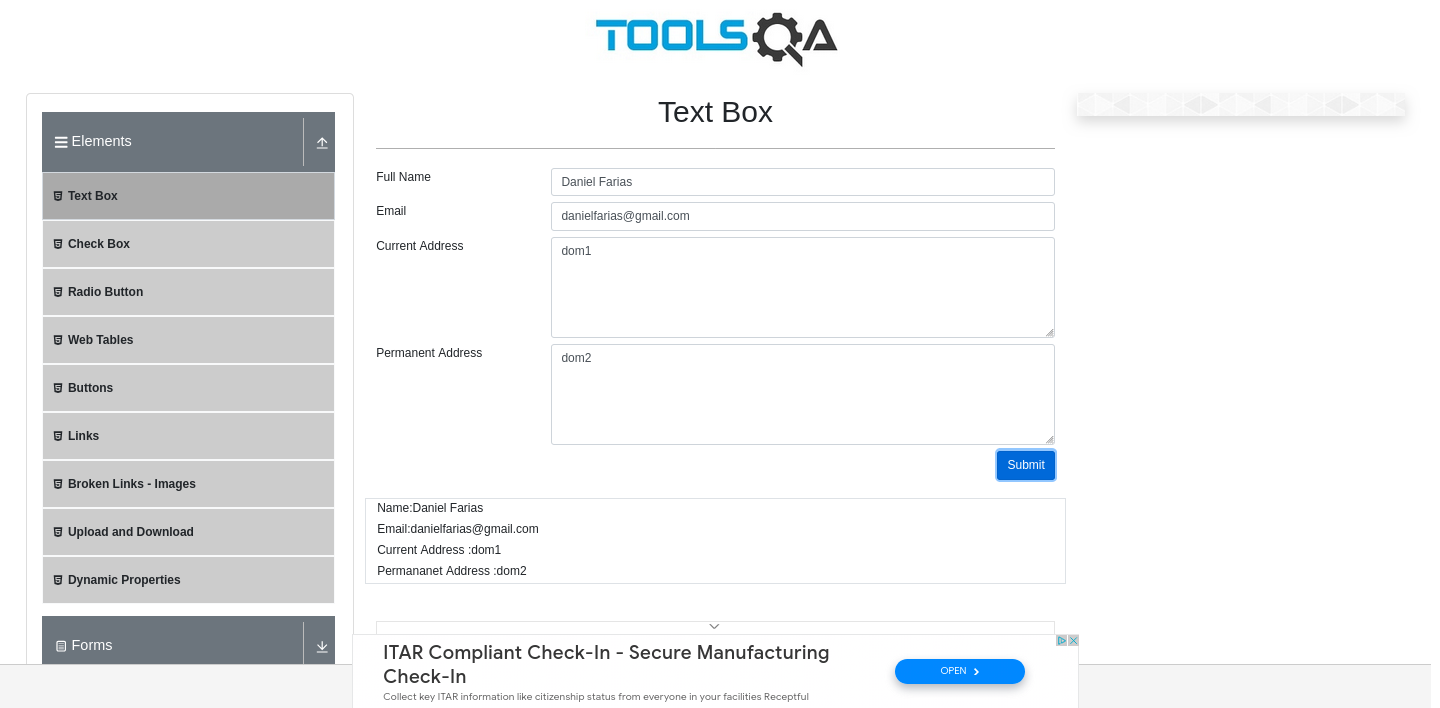 TOOLSQA
Elements
Text Box
Check Box
Radio Button
Web Tables
Buttons
Links
Broken Links - Images
Upload and Download
Dynamic Properties
Forms
Text Box
Full Name
Daniel Farias
Email
danielfarias@gmail.com
Current Address
dom1
Permanent Address
dom2
Submit
Name:Daniel Farias
Email:danielfarias@gmail.com
Current Address :dom1
Permananet Address :dom2
ITAR Compliant Check-In - Secure Manufacturing
Check-In
Collect key ITAR information like citizenship status from everyone in your facilities Receptful
OPEN